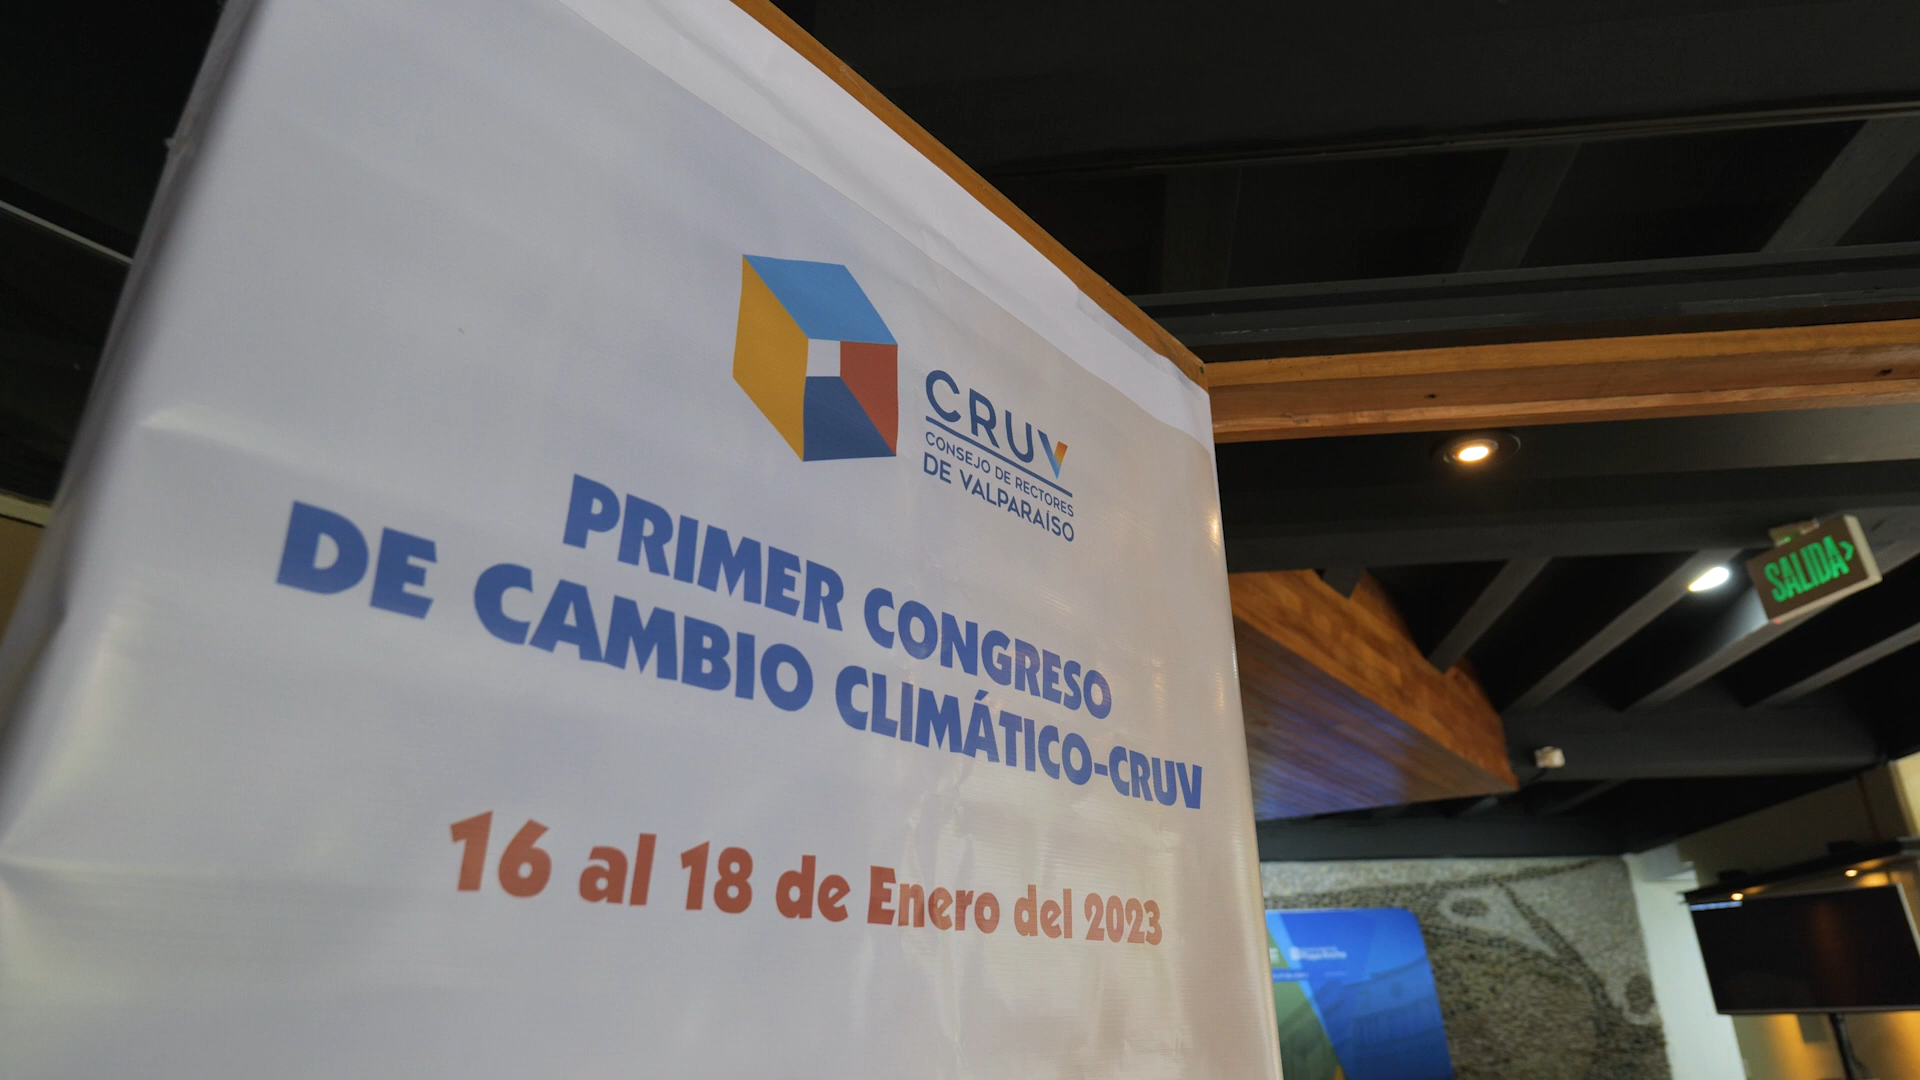 CRUV
CONSEJO DE RECTORES
DE VALPARAÍSO
PRIMER CONGRESO
DE CAMBIO CLIMÁTICO-CRUV
16 al 18 de Enero del 2023
SALIDA